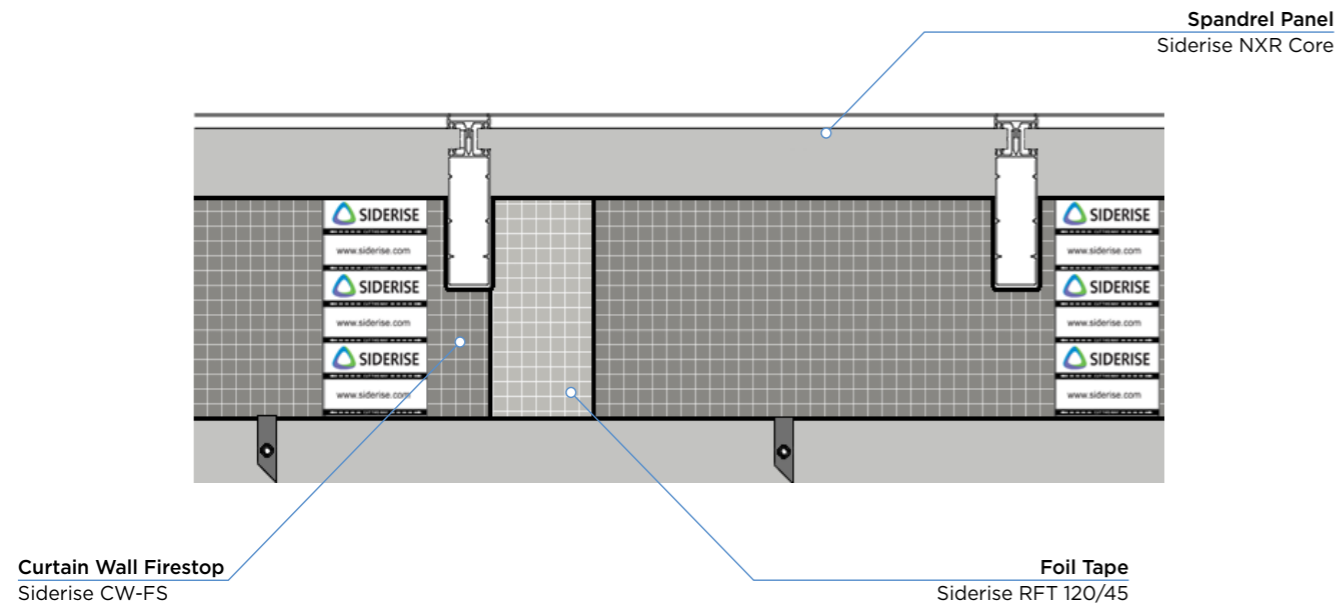 Spandrel Panel
Siderise NXR Core
SIDERISE
www.siderise.com
SIDERISE
www.siderise.com
SIDERISE
www.siderise.com
SIDERISE
www.siderise.com
SIDERISE
www.siderise.com
SIDERISE
www.siderise.com
Curtain Wall Firestop
Siderise CW-FS
Foil Tape
Siderise RFT 120/45